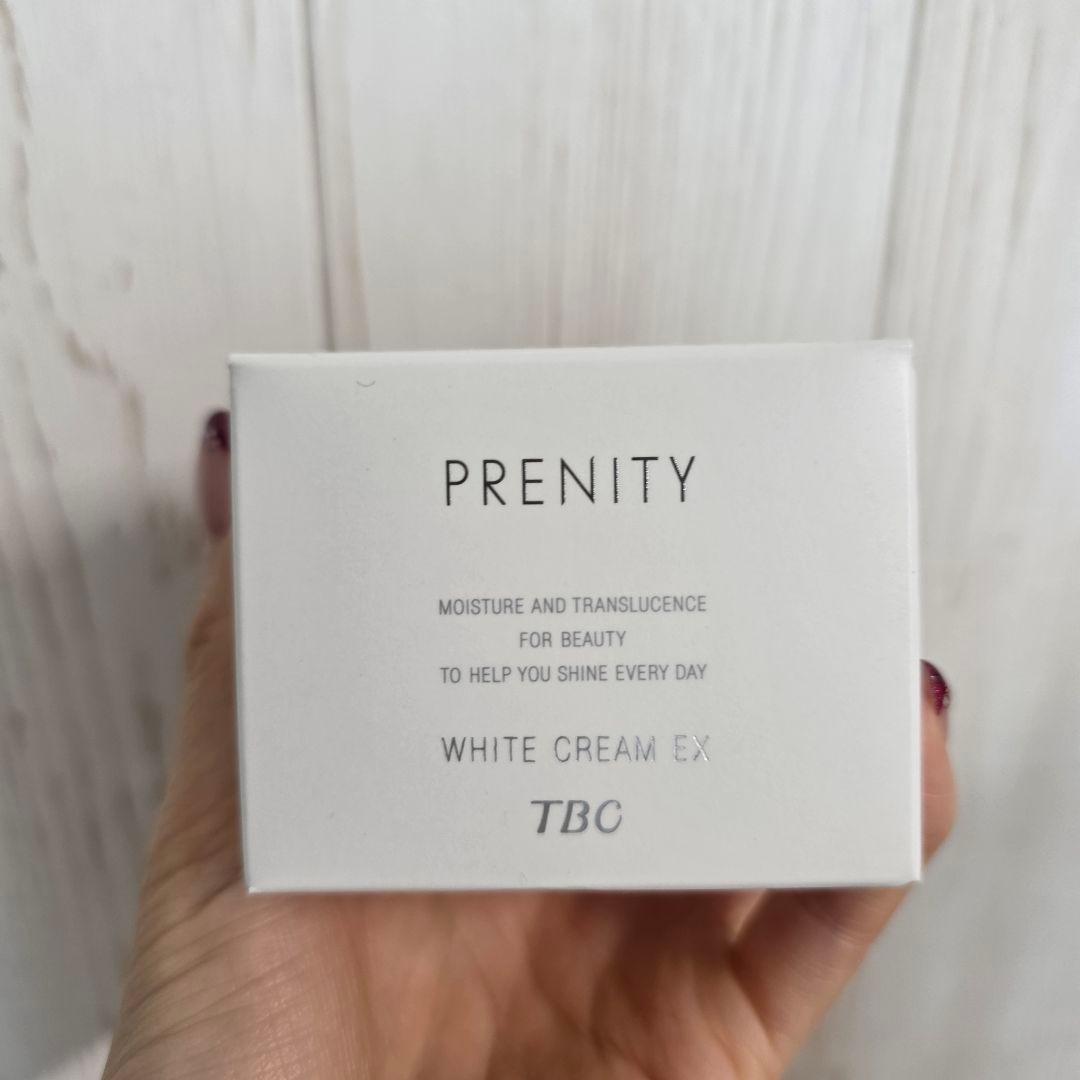 PRENITY
MOISTURE AND TRANSLUCENCE
FOR BEAUTY
TO HELP YOU SHINE EVERY DAY
WHITE CREAM EX
TBC